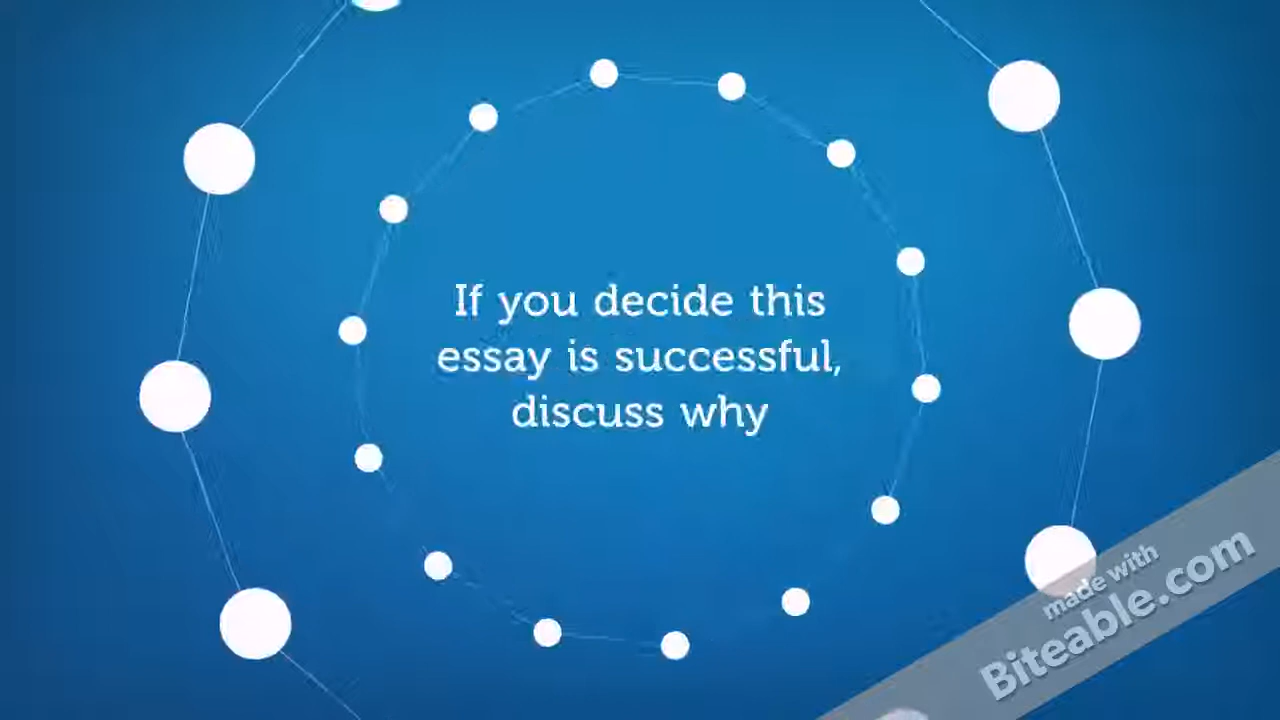 If you decide this
essay is successful,
discuss why
made with
Biteable.com